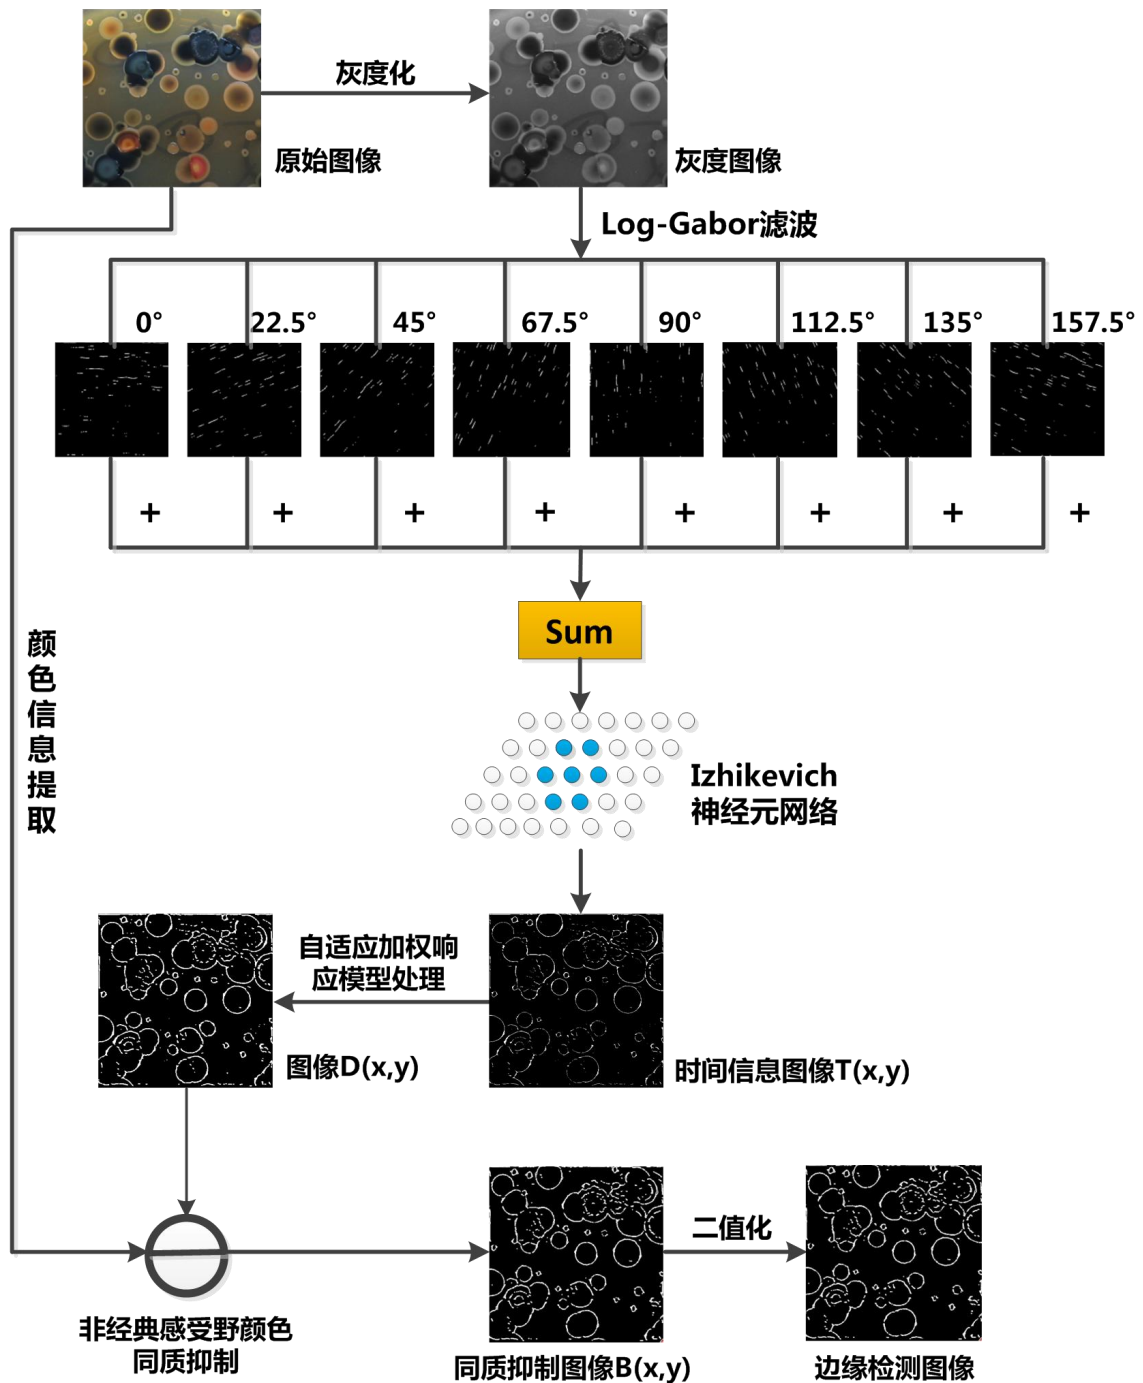 灰度化
原始图像
灰度图像
Log-Gabor滤波
0°
22.5°
45°
67.5°
90°
112.5°
135°
157.5°
+
+
+
+
+
+
+
+
Sum
颜色信息提取
Izhikevich
神经元网络
自适应加权响
应模型处理
图像D(x,y)
时间信息图像T(x,y)
二值化
非经典感受野颜色
同质抑制
同质抑制图像B(x,y)
边缘检测图像